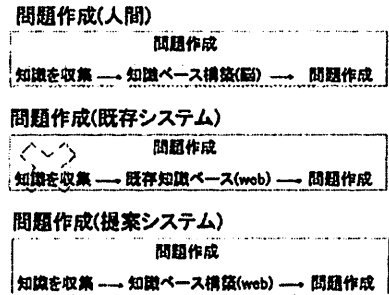 問題作成(人間)
問題作成
知識を収集 → 知識ベース構築(脳) → 問題作成
問題作成(既存システム)
問題作成
知識を収集 → 既存知識ベース(web) → 問題作成
問題作成(提案システム)
問題作成
知識を収集 → 知識ベース構築(web) → 問題作成